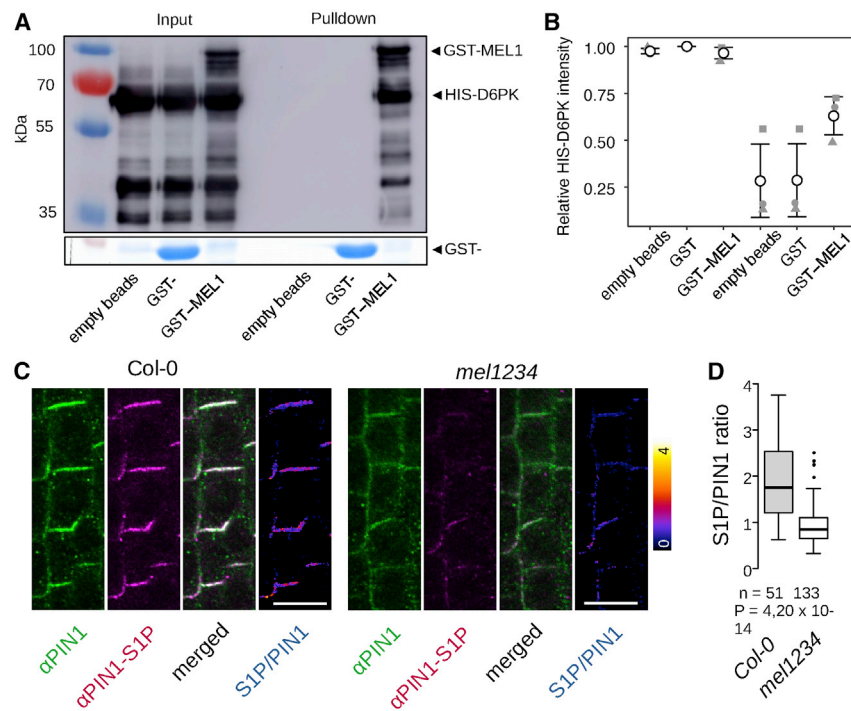 A
Input
Pulldown
100
70
55
35
kDa
GST-MEL1
HIS-D6PK
GST-
empty beads
GST-
GST–MEL1
empty beads
GST-
GST–MEL1
B
Relative HIS-D6PK intensity
1.00
0.75
0.50
0.25
empty beads
GST
GST–MEL1
empty beads
GST
GST–MEL1
C
Col-0
mel1234
4
0
αPIN1
αPIN1-S1P
merged
S1P/PIN1
αPIN1
αPIN1-S1P
merged
S1P/PIN1
D
S1P/PIN1 ratio
4
3
2
1
0
n = 51 133
P = 4,20 x 10-
14
Col-0
mel1234